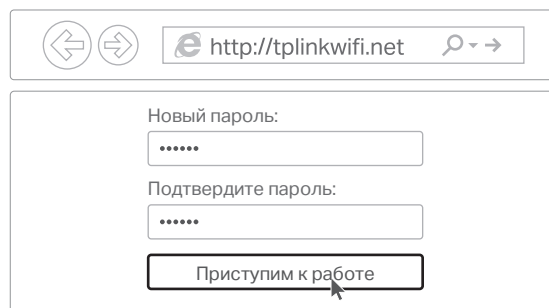 http://tplinkwifi.net
Новый пароль:
••••••
Подтвердите пароль:
••••••
Приступим к работе